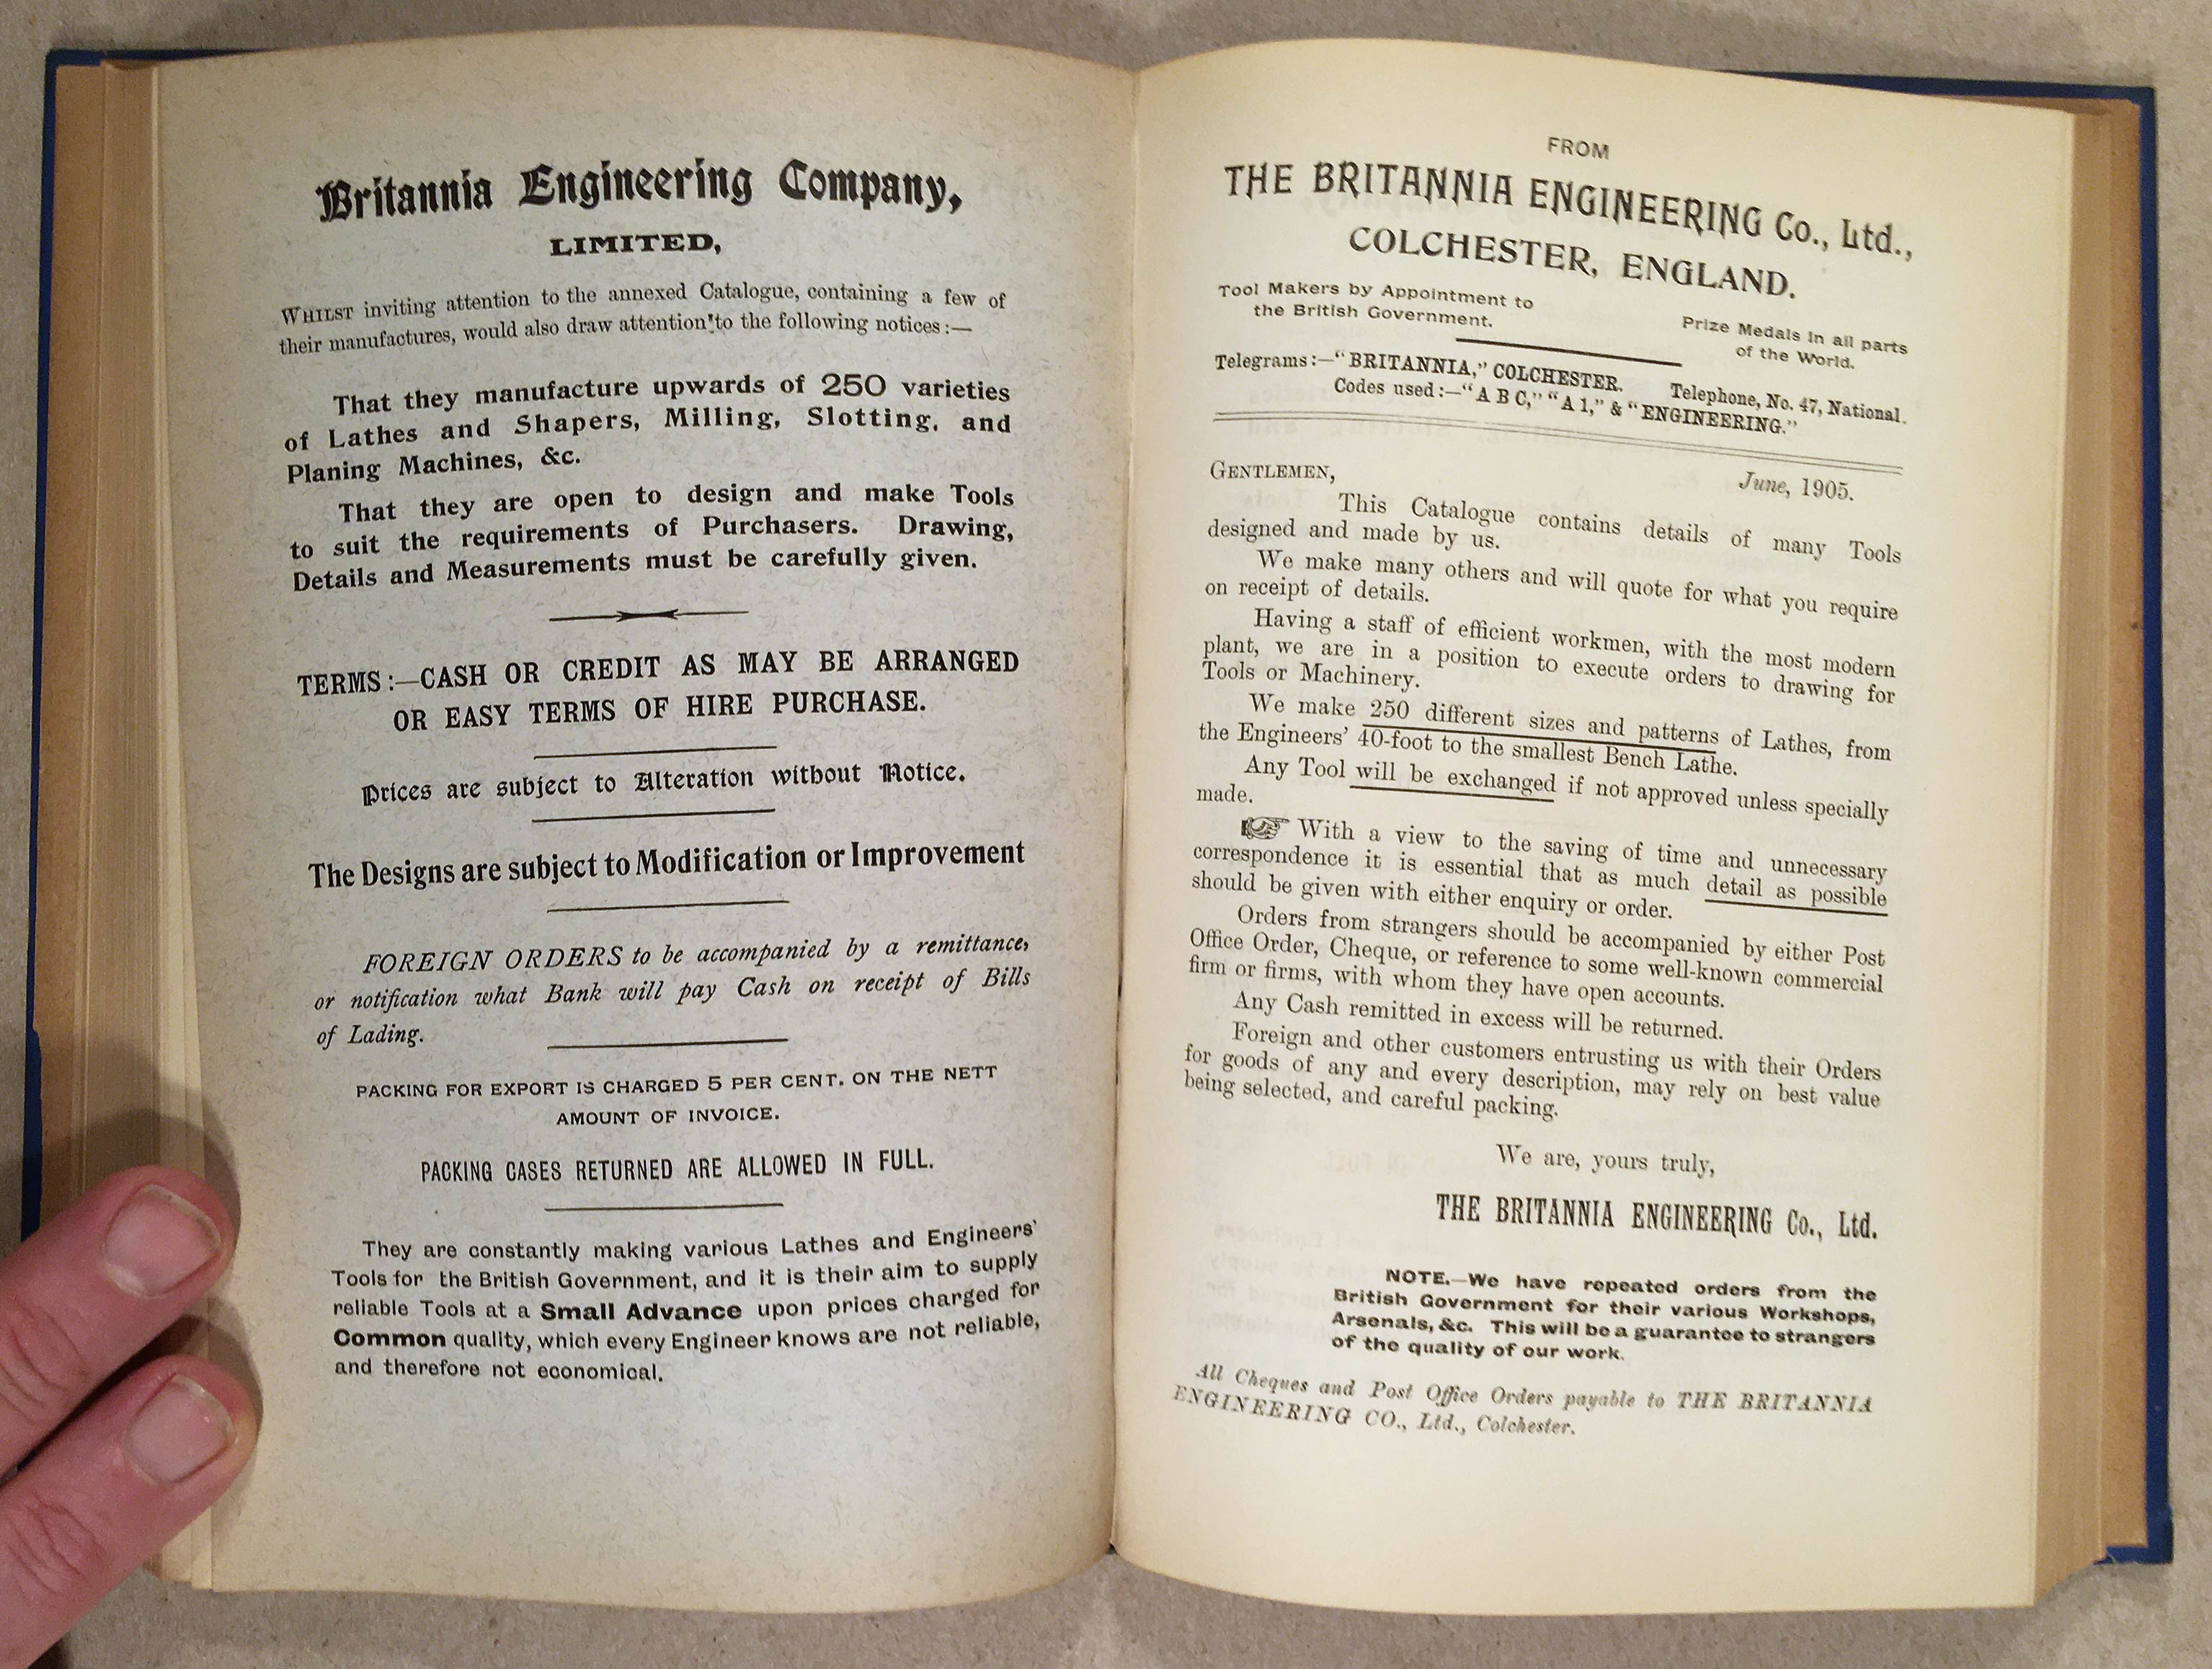 Britannia Engineering Company,
LIMITED,
WHILST inviting attention to the annexed Catalogue, containing a few of
their manufactures, would also draw attention to the following notices :—
That they manufacture upwards of 250 varieties
of Lathes and Shapers, Milling, Slotting, and
Planing Machines, &c.
That they are open to design and make Tools
to suit the requirements of Purchasers. Drawing,
Details and Measurements must be carefully given.
TERMS :—CASH OR CREDIT AS MAY BE ARRANGED
OR EASY TERMS OF HIRE PURCHASE.
Prices are subject to Alteration without Notice.
The Designs are subject to Modification or Improvement
FOREIGN ORDERS to be accompanied by a remittance,
or notification what Bank will pay Cash on receipt of Bills
of Lading.
PACKING FOR EXPORT IS CHARGED 5 PER CENT. ON THE NETT
AMOUNT OF INVOICE.
PACKING CASES RETURNED ARE ALLOWED IN FULL.
They are constantly making various Lathes and Engineers'
Tools for the British Government, and it is their aim to supply
reliable Tools at a Small Advance upon prices charged for
Common quality, which every Engineer knows are not reliable,
and therefore not economical.
FROM
THE BRITANNIA ENGINEERING Co., Ltd.,
COLCHESTER, ENGLAND.
Tool Makers by Appointment to
the British Government.
Prize Medals in all parts
of the World.
Telegrams :—"BRITANNIA," COLCHESTER. Telephone, No. 47, National.
Codes used :—"A B C," "A 1," & "ENGINEERING."
GENTLEMEN, June, 1905.
This Catalogue contains details of many Tools
designed and made by us.
We make many others and will quote for what you require
on receipt of details.
Having a staff of efficient workmen, with the most modern
plant, we are in a position to execute orders to drawing for
Tools or Machinery.
We make 250 different sizes and patterns of Lathes, from
the Engineers' 40-foot to the smallest Bench Lathe.
Any Tool will be exchanged if not approved unless specially
made.
☞ With a view to the saving of time and unnecessary
correspondence it is essential that as much detail as possible
should be given with either enquiry or order.
Orders from strangers should be accompanied by either Post
Office Order, Cheque, or reference to some well-known commercial
firm or firms, with whom they have open accounts.
Any Cash remitted in excess will be returned.
Foreign and other customers entrusting us with their Orders
for goods of any and every description, may rely on best value
being selected, and careful packing.
We are, yours truly,
THE BRITANNIA ENGINEERING Co., Ltd.
NOTE.—We have repeated orders from the
British Government for their various Workshops,
Arsenals, &c. This will be a guarantee to strangers
of the quality of our work.
All Cheques and Post Office Orders payable to THE BRITANNIA
ENGINEERING CO., Ltd., Colchester.